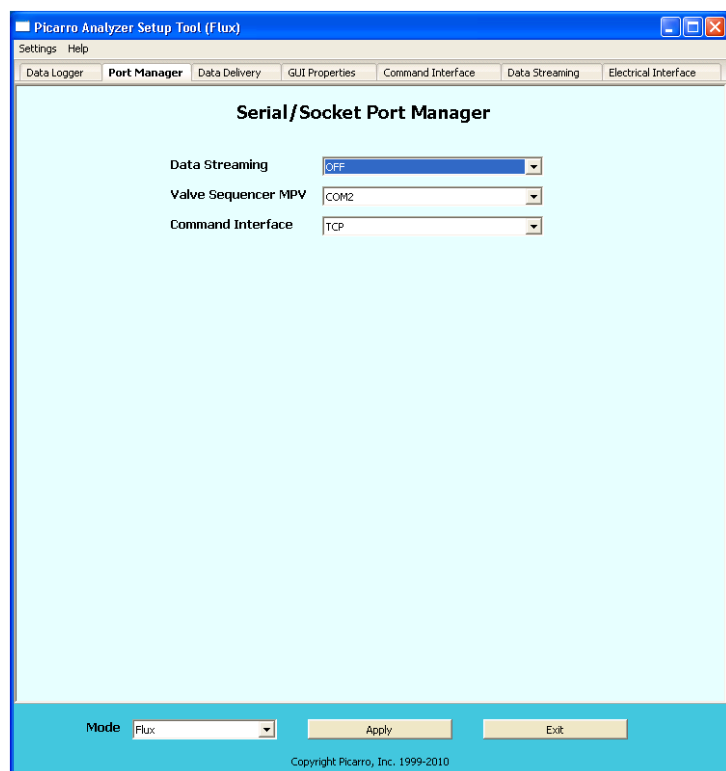 Picarro Analyzer Setup Tool (Flux)
Settings Help
Data Logger Port Manager Data Delivery GUI Properties Command Interface Data Streaming Electrical Interface
Serial/Socket Port Manager
Data Streaming OFF
Valve Sequencer MPV COM2
Command Interface TCP
Mode Flux Apply Exit
Copyright Picarro, Inc. 1999-2010